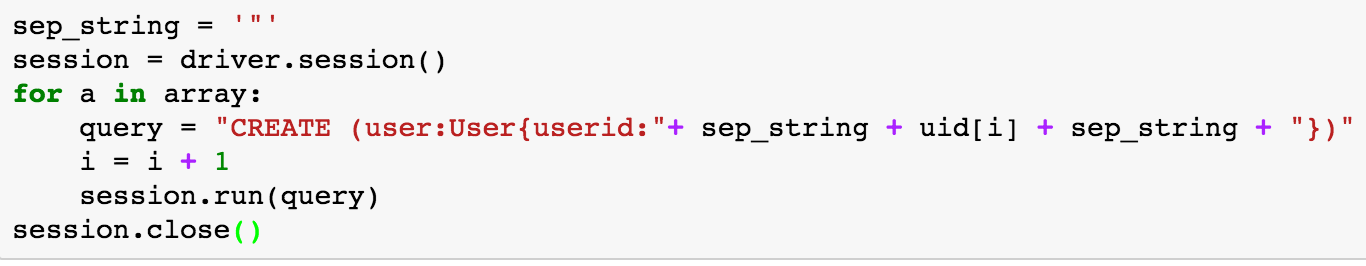 sep_string = '"'
session = driver.session()
for a in array:
    query = "CREATE (user:User{userid:"+ sep_string + uid[i] + sep_string + "})"
    i = i + 1
    session.run(query)
session.close()